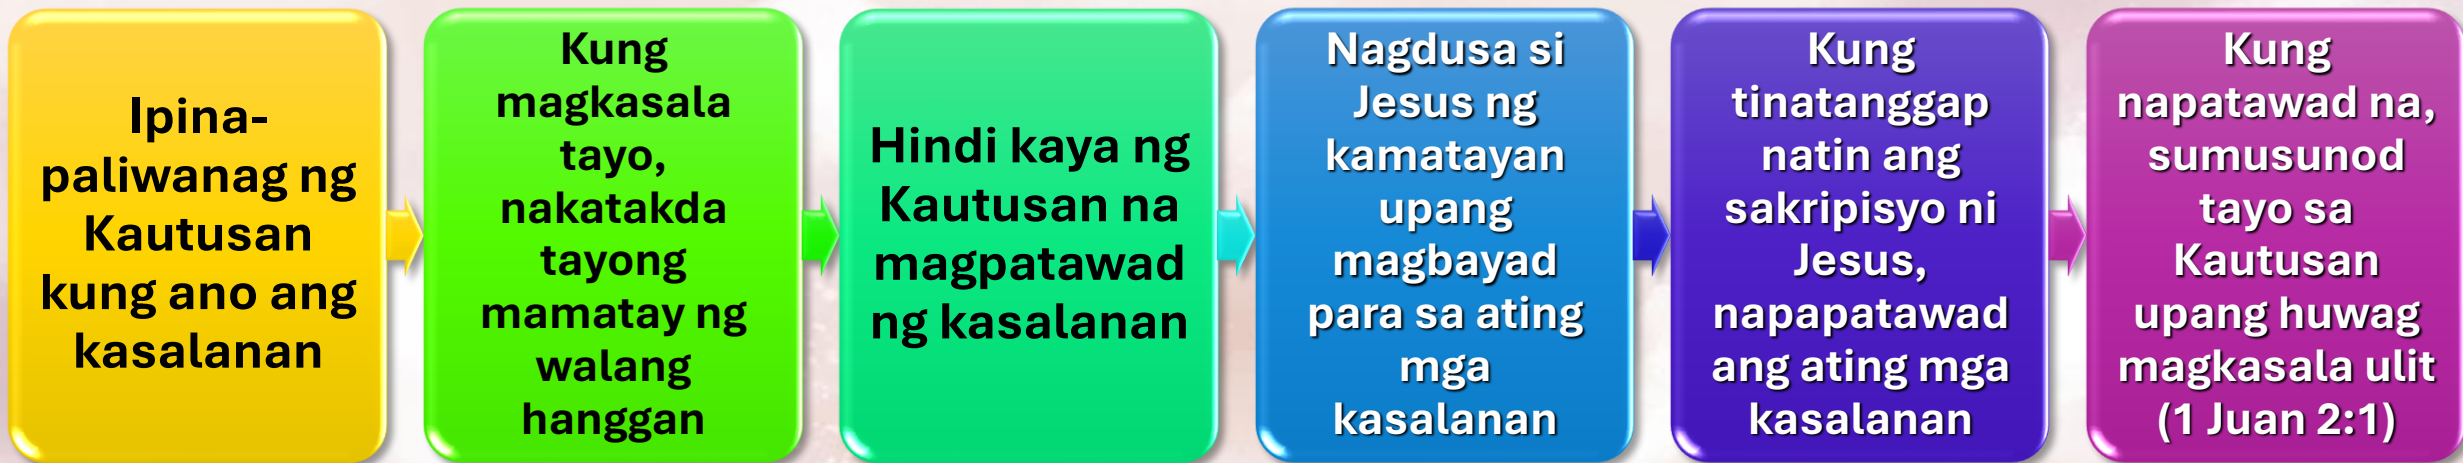 Ipina-
paliwanag ng
Kautusan
kung ano ang
kasalanan
Kung
magkasala
tayo,
nakatakda
tayong
mamatay ng
walang
hanggan
Hindi kaya ng
Kautusan na
magpatawad
ng kasalanan
Nagdusa si
Jesus ng
kamatayan
upang
magbayad
para sa ating
mga
kasalanan
Kung
tinatanggap
natin ang
sakripisyo ni
Jesus,
napapatawad
ang ating mga
kasalanan
Kung
napatawad na,
sumusunod
tayo sa
Kautusan
upang huwag
magkasala ulit
(1 Juan 2:1)